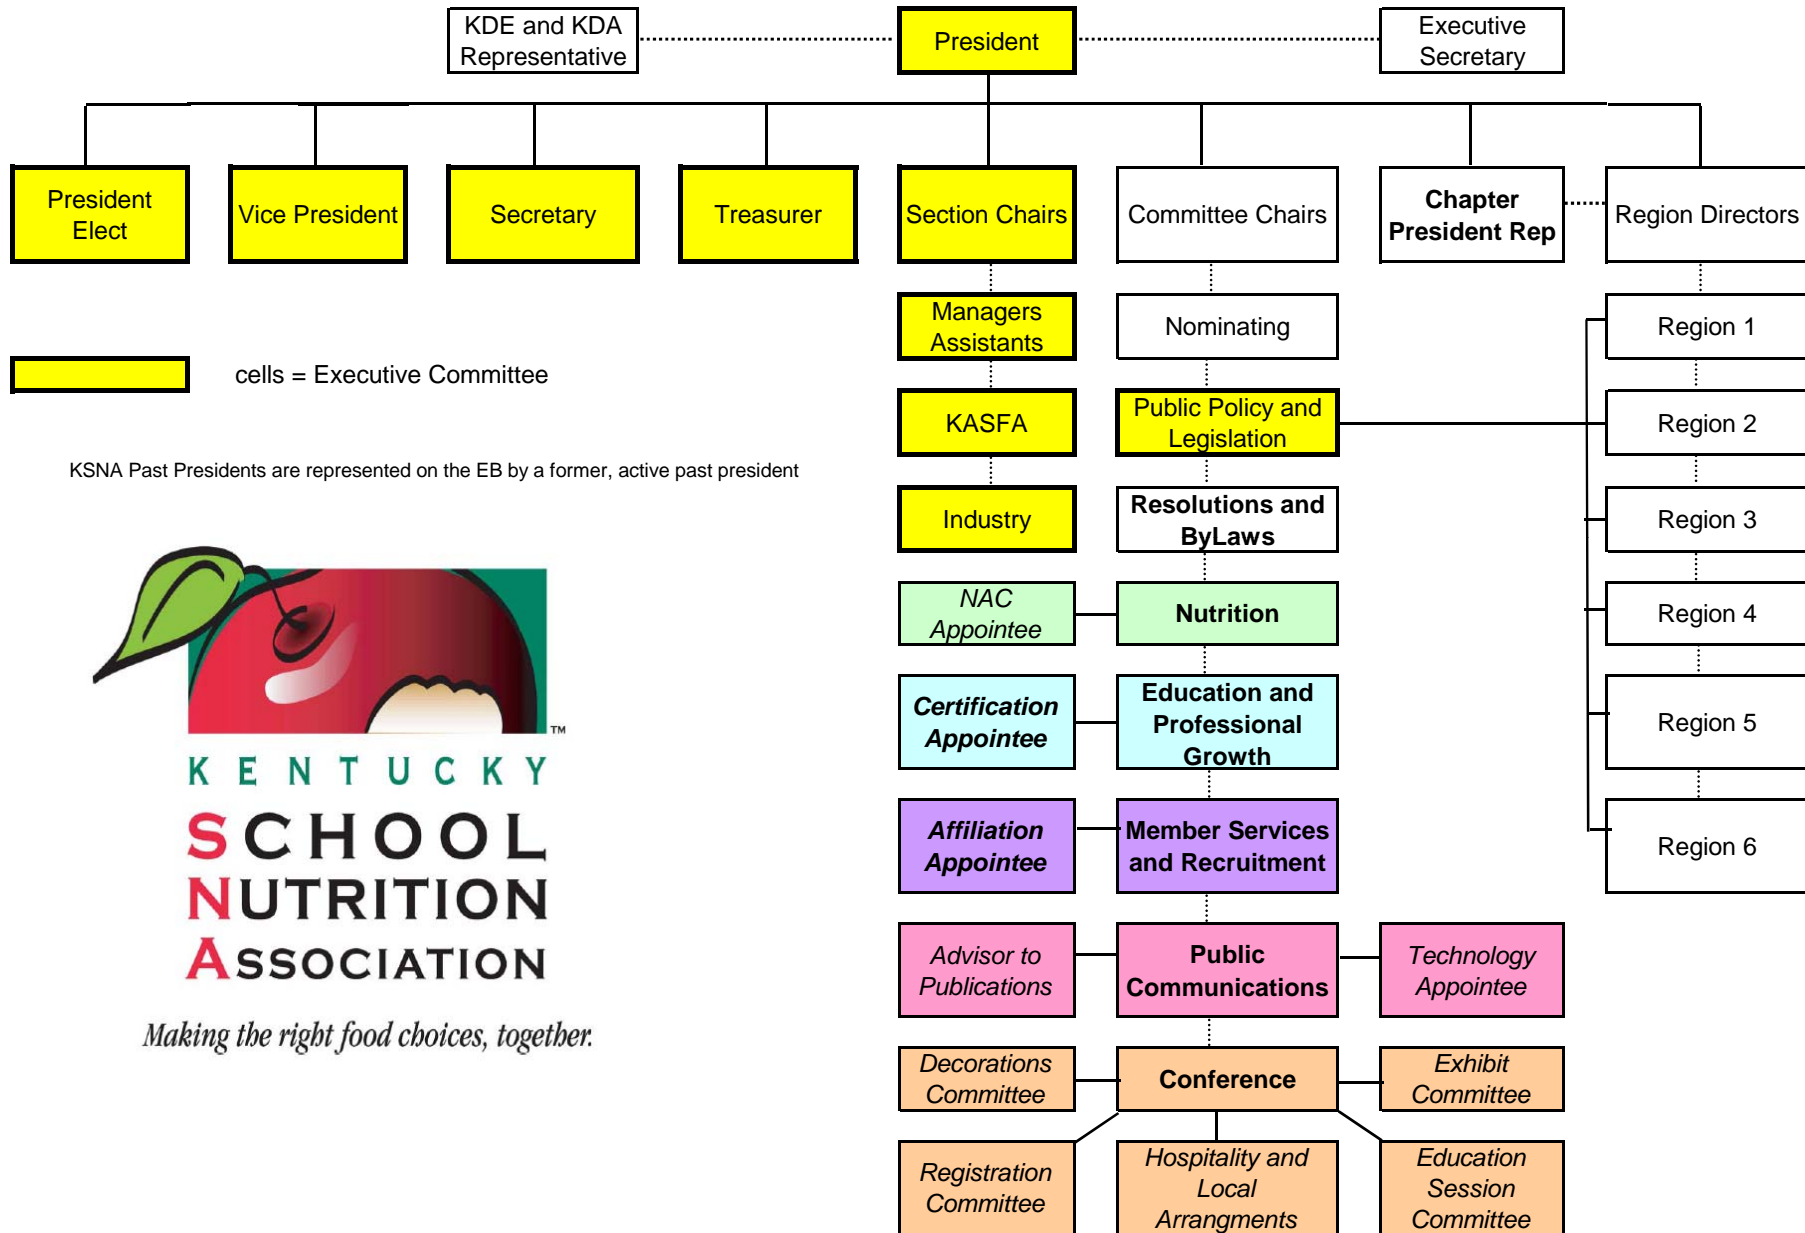 KDE and KDA
Representative
President
Executive
Secretary
President
Elect
Vice President
Secretary
Treasurer
Section Chairs
Committee Chairs
Chapter
President Rep
Region Directors
Managers
Assistants
Nominating
Region 1
cells = Executive Committee
KASFA
Public Policy and
Legislation
Region 2
KSNA Past Presidents are represented on the EB by a former, active past president
Industry
Resolutions and
ByLaws
Region 3
NAC
Appointee
Nutrition
Region 4
Certification
Appointee
Education and
Professional
Growth
Region 5
TM
KENTUCKY
SCHOOL
NUTRITION
ASSOCIATION
Making the right food choices, together.
Affiliation
Appointee
Member Services
and Recruitment
Region 6
Advisor to
Publications
Public
Communications
Technology
Appointee
Decorations
Committee
Conference
Exhibit
Committee
Registration
Committee
Hospitality and
Local
Arrangments
Education
Session
Committee